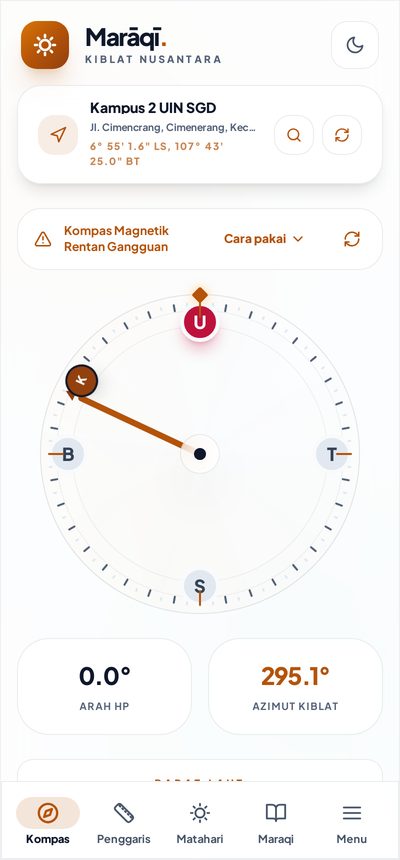 Marāqī.
KIBLAT NUSANTARA
Kampus 2 UIN SGD
Jl. Cimencrang, Cimenerang, Kec...
6° 55' 1.6" LS, 107° 43'
25.0" BT
Kompas Magnetik
Rentan Gangguan
Cara pakai
U
K
B
T
S
0.0°
ARAH HP
295.1°
AZIMUT KIBLAT
Kompas
Penggaris
Matahari
Maraqi
Menu